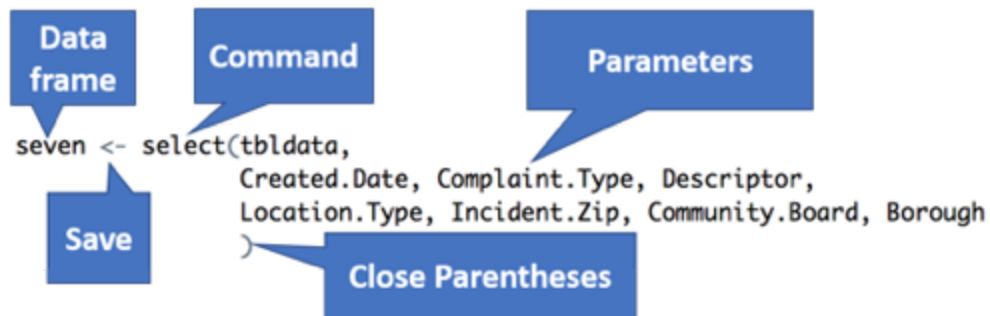 Data
frame
Command
Parameters
seven <- select(tbldata,
Created.Date, Complaint.Type, Descriptor,
Location.Type, Incident.Zip, Community.Board, Borough
)
Save
Close Parentheses